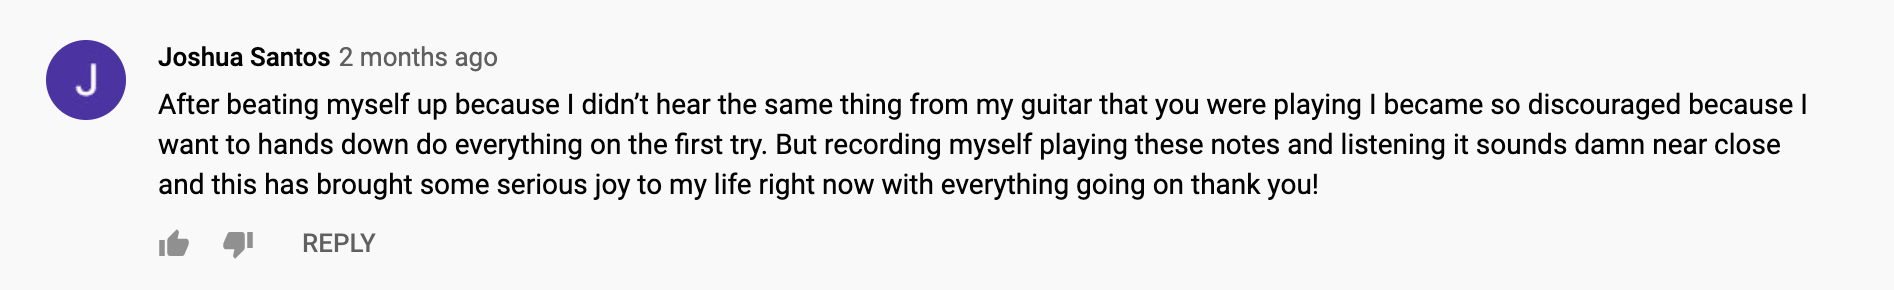 J
Joshua Santos 2 months ago
After beating myself up because I didn’t hear the same thing from my guitar that you were playing I became so discouraged because I
want to hands down do everything on the first try. But recording myself playing these notes and listening it sounds damn near close
and this has brought some serious joy to my life right now with everything going on thank you!
REPLY